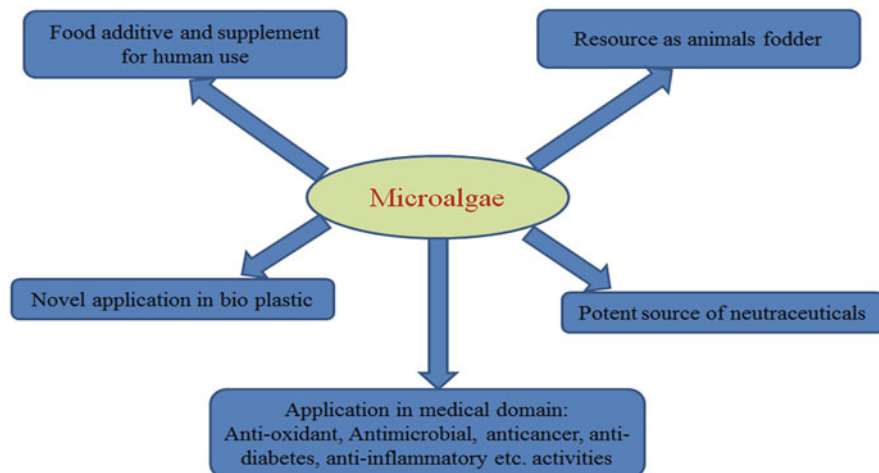 Food additive and supplement
for human use
Resource as animals fodder
Microalgae
Novel application in bio plastic
Potent source of neutraceuticals
Application in medical domain:
Anti-oxidant, Antimicrobial, anticancer, anti-
diabetes, anti-inflammatory etc. activities